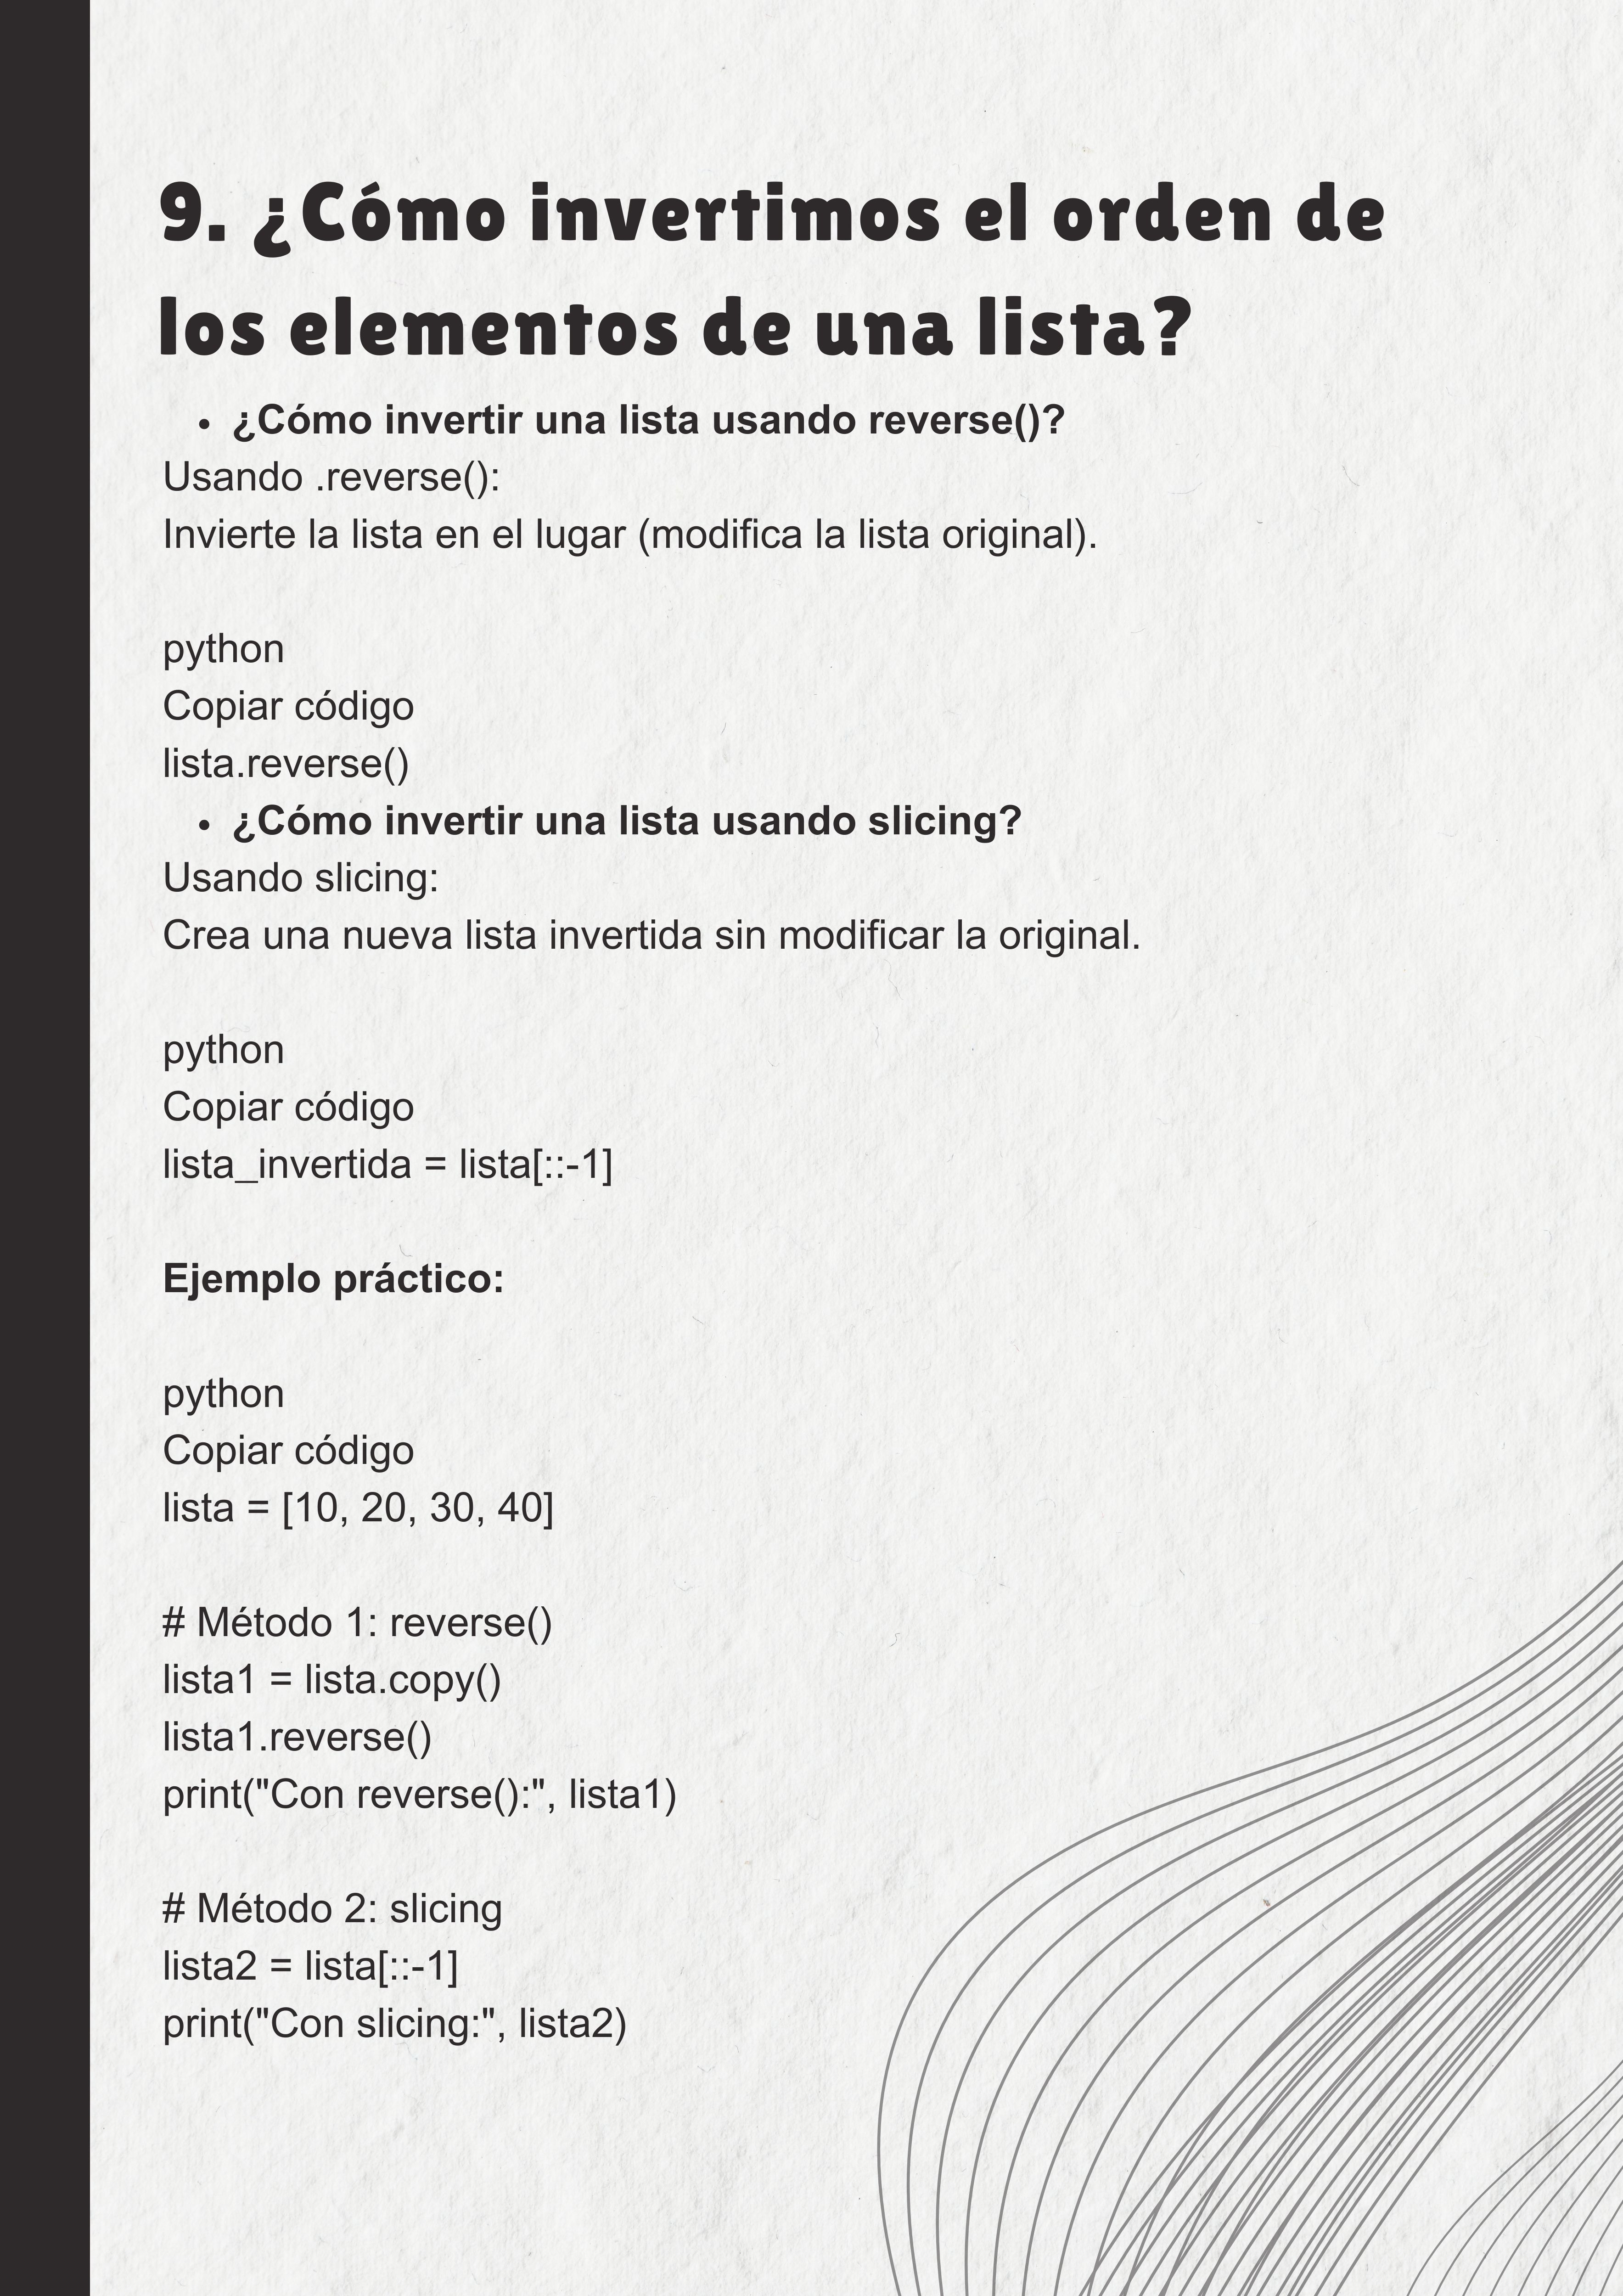 9. ¿Cómo invertimos el orden de
los elementos de una lista?
• ¿Cómo invertir una lista usando reverse()?
Usando .reverse():
Invierte la lista en el lugar (modifica la lista original).
python
Copiar código
lista.reverse()
• ¿Cómo invertir una lista usando slicing?
Usando slicing:
Crea una nueva lista invertida sin modificar la original.
python
Copiar código
lista_invertida = lista[::-1]
Ejemplo práctico:
python
Copiar código
lista = [10, 20, 30, 40]
# Método 1: reverse()
lista1 = lista.copy()
lista1.reverse()
print("Con reverse():", lista1)
# Método 2: slicing
lista2 = lista[::-1]
print("Con slicing:", lista2)